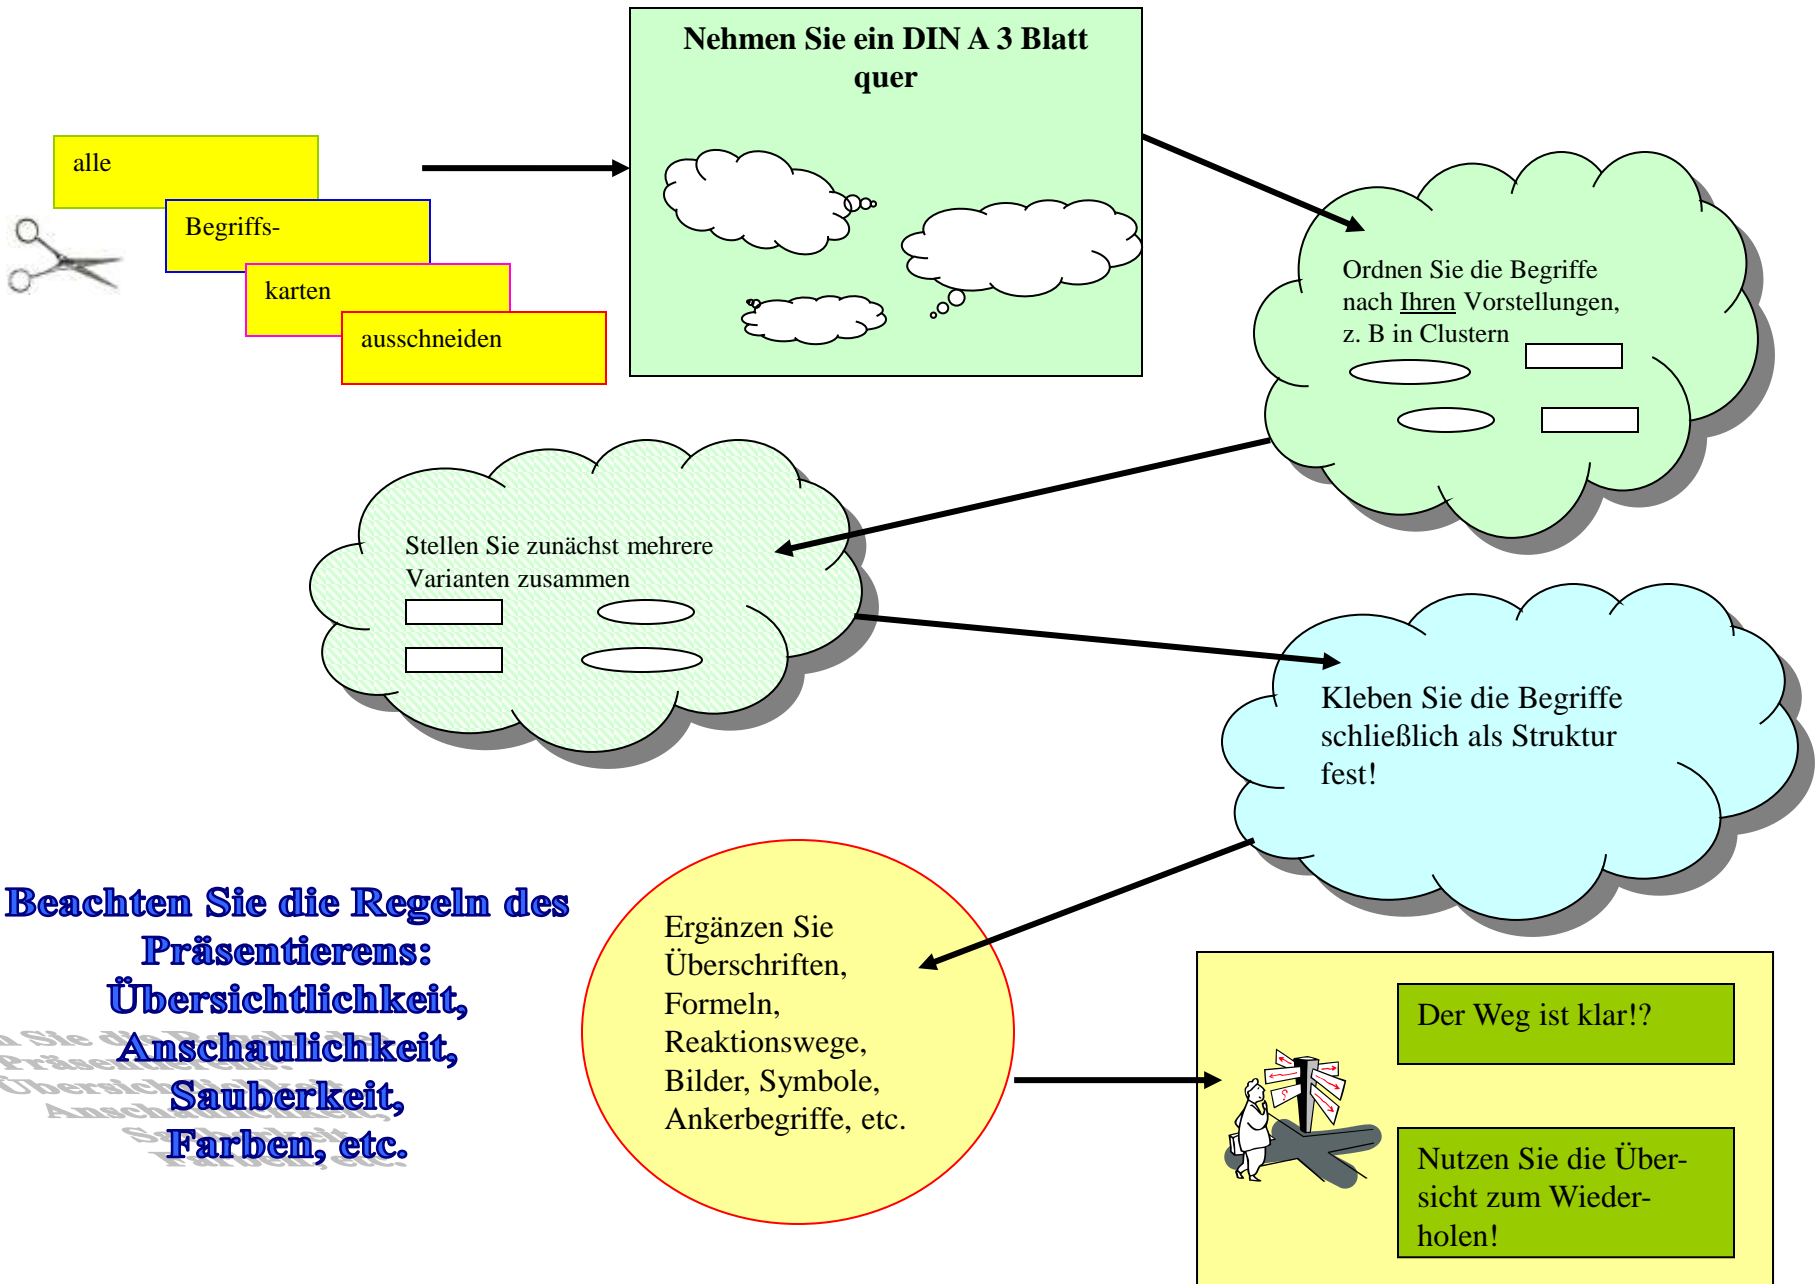 Nehmen Sie ein DIN A 3 Blatt
quer
alle
Begriffs-
karten
ausschneiden
Ordnen Sie die Begriffe
nach Ihren Vorstellungen,
z. B in Clustern
Stellen Sie zunächst mehrere
Varianten zusammen
Kleben Sie die Begriffe
schließlich als Struktur
fest!
Beachten Sie die Regeln des
Präsentierens:
Übersichtlichkeit,
Anschaulichkeit,
Sauberkeit,
Farben, etc.
Ergänzen Sie
Überschriften,
Formeln,
Reaktionswege,
Bilder, Symbole,
Ankerbegriffe, etc.
Der Weg ist klar!?
?
Nutzen Sie die Über-
sicht zum Wieder-
holen!